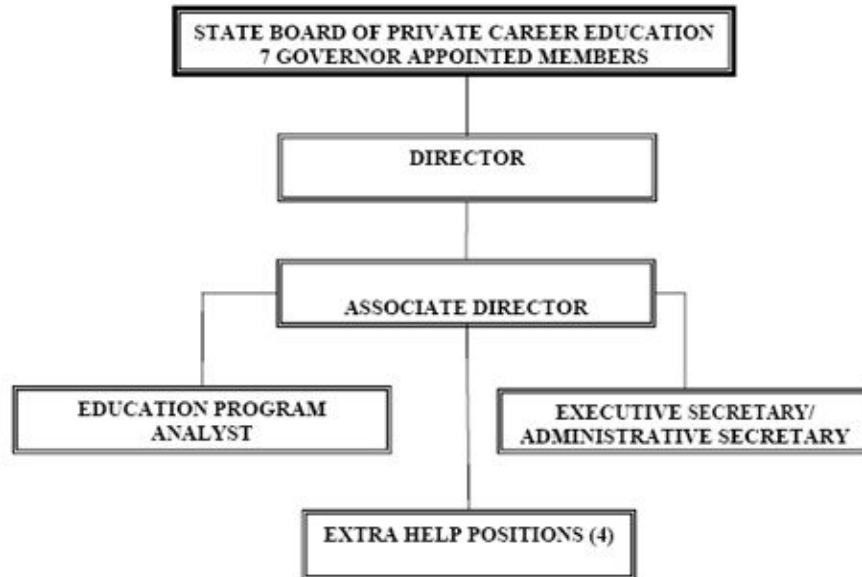 STATE BOARD OF PRIVATE CAREER EDUCATION
7 GOVERNOR APPOINTED MEMBERS
DIRECTOR
ASSOCIATE DIRECTOR
EDUCATION PROGRAM
ANALYST
EXECUTIVE SECRETARY/
ADMINISTRATIVE SECRETARY
EXTRA HELP POSITIONS (4)